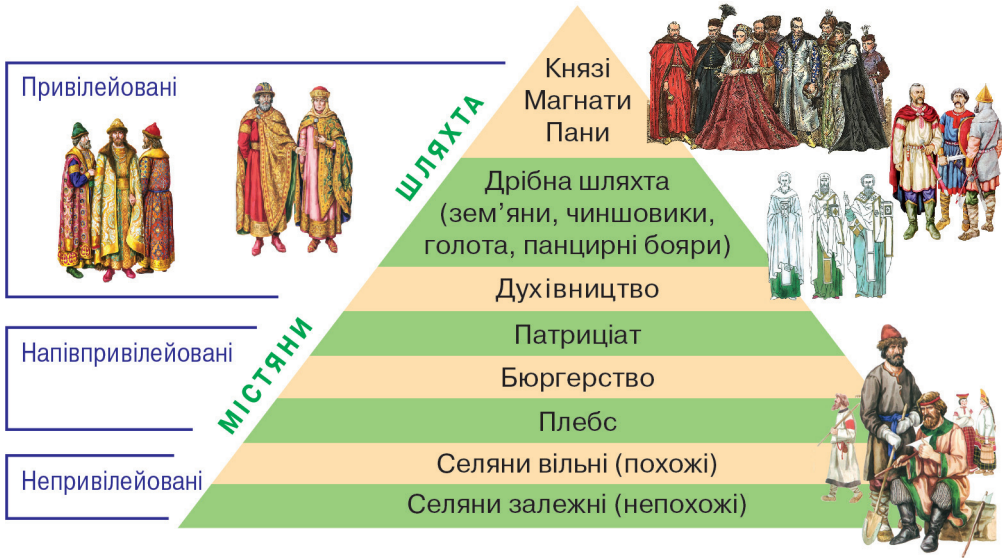 Привілейовані
ШЛЯХТА
Князі
Магнати
Пани
Дрібна шляхта
(зем’яни, чиншовики,
голота, панцирні бояри)
Духівництво
Напівпривілейовані
МІСТЯНИ
Патриціат
Бюргерство
Плебс
Непривілейовані
Селяни вільні (похожі)
Селяни залежні (непохожі)